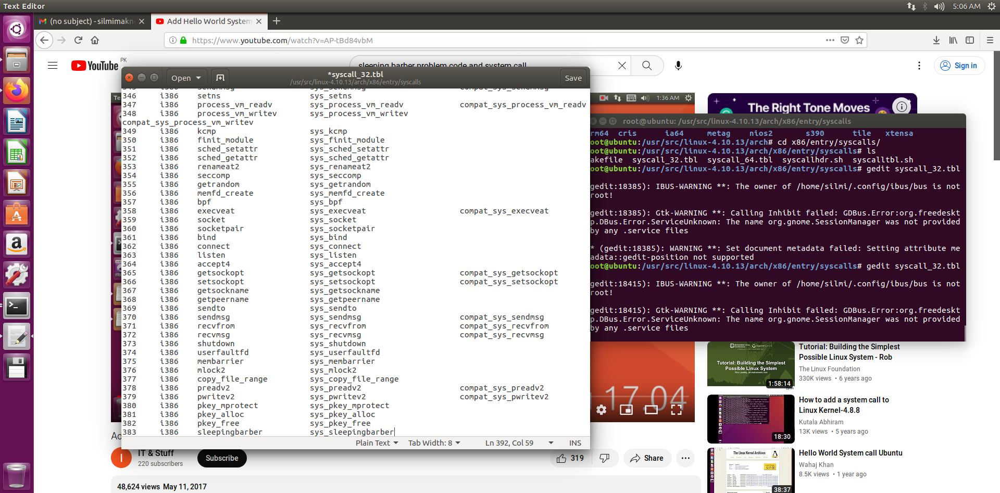 Text Editor
5:06 AM
(no subject) - silmimakn
Add Hello World System
https://www.youtube.com/watch?v=AP-tBd84vbM
YouTube
PK
sleeping barber problem code and system call
Sign in
Open
*syscall_32.tbl
/usr/src/linux-4.10.13/arch/x86/entry/syscalls
Save
346 i386 setns sys_setns
347 i386 process_vm_readv sys_process_vm_readv compat_sys_process_vm_readv
348 i386 process_vm_writev sys_process_vm_writev
compat_sys_process_vm_writev
349 i386 kcmp sys_kcmp
350 i386 finit_module sys_finit_module
351 i386 sched_setattr sys_sched_setattr
352 i386 sched_getattr sys_sched_getattr
353 i386 renameat2 sys_renameat2
354 i386 seccomp sys_seccomp
355 i386 getrandom sys_getrandom
356 i386 memfd_create sys_memfd_create
357 i386 bpf sys_bpf
358 i386 execveat sys_execveat compat_sys_execveat
359 i386 socket sys_socket
360 i386 socketpair sys_socketpair
361 i386 bind sys_bind
362 i386 connect sys_connect
363 i386 listen sys_listen
364 i386 accept4 sys_accept4
365 i386 getsockopt sys_getsockopt compat_sys_getsockopt
366 i386 setsockopt sys_setsockopt compat_sys_setsockopt
367 i386 getsockname sys_getsockname
368 i386 getpeername sys_getpeername
369 i386 sendto sys_sendto
370 i386 sendmsg sys_sendmsg compat_sys_sendmsg
371 i386 recvfrom sys_recvfrom compat_sys_recvfrom
372 i386 recvmsg sys_recvmsg compat_sys_recvmsg
373 i386 shutdown sys_shutdown
374 i386 userfaultfd sys_userfaultfd
375 i386 membarrier sys_membarrier
376 i386 mlock2 sys_mlock2
377 i386 copy_file_range sys_copy_file_range
378 i386 preadv2 sys_preadv2 compat_sys_preadv2
379 i386 pwritev2 sys_pwritev2 compat_sys_pwritev2
380 i386 pkey_mprotect sys_pkey_mprotect
381 i386 pkey_alloc sys_pkey_alloc
382 i386 pkey_free sys_pkey_free
383 i386 sleepingbarber sys_sleepingbarber
Plain Text Tab Width: 8 Ln 392, Col 59 INS
Te
1:36 AM
17.04
The Right Tone Moves
root@ubuntu: /usr/src/linux-4.10.13/arch/x86/entry/syscalls
rm64 cris ia64 metag nios2 s390 tile xtensa
oot@ubuntu:/usr/src/linux-4.10.13/arch# cd x86/entry/syscalls/
oot@ubuntu:/usr/src/linux-4.10.13/arch/x86/entry/syscalls# ls
akefile syscall_32.tbl syscall_64.tbl syscallhdr.sh syscalltbl.sh
oot@ubuntu:/usr/src/linux-4.10.13/arch/x86/entry/syscalls# gedit syscall_32.tbl
gedit:18385): IBUS-WARNING **: The owner of /home/silmi/.config/ibus/bus is not
root!
gedit:18385): Gtk-WARNING **: Calling Inhibit failed: GDBus.Error:org.freedeskt
p.DBus.Error.ServiceUnknown: The name org.gnome.SessionManager was not provided
by any .service files
* (gedit:18385): WARNING **: Set document metadata failed: Setting attribute me
adata::gedit-position not supported
oot@ubuntu:/usr/src/linux-4.10.13/arch/x86/entry/syscalls# gedit syscall_32.tbl
gedit:18415): IBUS-WARNING **: The owner of /home/silmi/.config/ibus/bus is not
root!
gedit:18415): Gtk-WARNING **: Calling Inhibit failed: GDBus.Error:org.freedeskt
p.DBus.Error.ServiceUnknown: The name org.gnome.SessionManager was not provided
by any .service files
Tutorial: Building the Simplest
Possible Linux System
1:58:14
Tutorial: Building the Simplest
Possible Linux System - Rob
The Linux Foundation
330K views • 6 years ago
18:30
How to add a system call to
Linux Kernel-4.8.8
Kutala Abhiram
13K views • 5 years ago
The Linux Kernel Archives
38:37
Hello World System call Ubuntu
Wahaj Khan
8.5K views • 1 year ago
Ad
I
IT & Stuff
220 subscribers
Subscribe
319
Share
48,624 views May 11, 2017